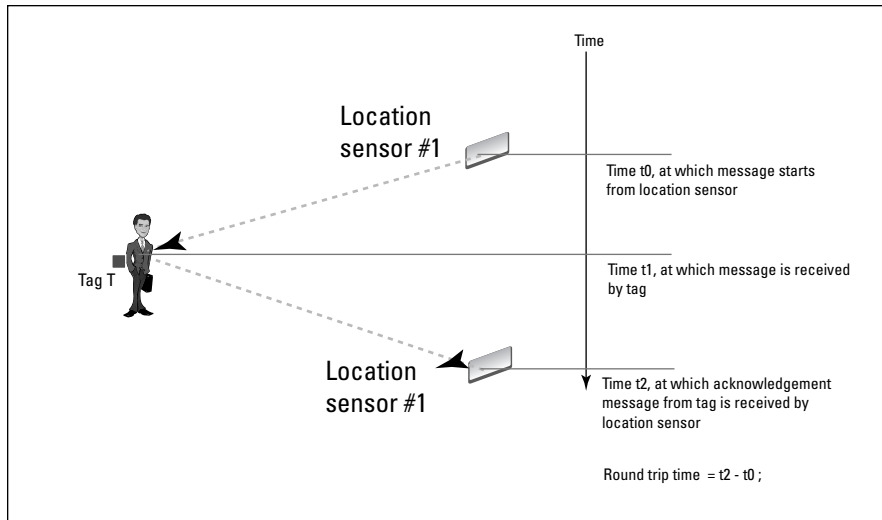 Time
Location
sensor #1
Time t0, at which message starts
from location sensor
Tag T
Time t1, at which message is received
by tag
Location
sensor #1
Time t2, at which acknowledgement
message from tag is received by
location sensor
Round trip time = t2 - t0 ;